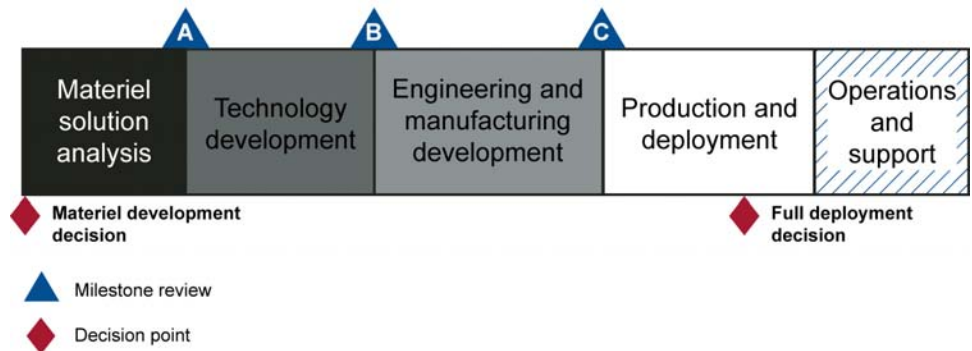 A
B
C
Materiel
solution
analysis
Technology
development
Engineering and
manufacturing
development
Production and
deployment
Operations
and
support
Materiel development
decision
Full deployment
decision
Milestone review
Decision point